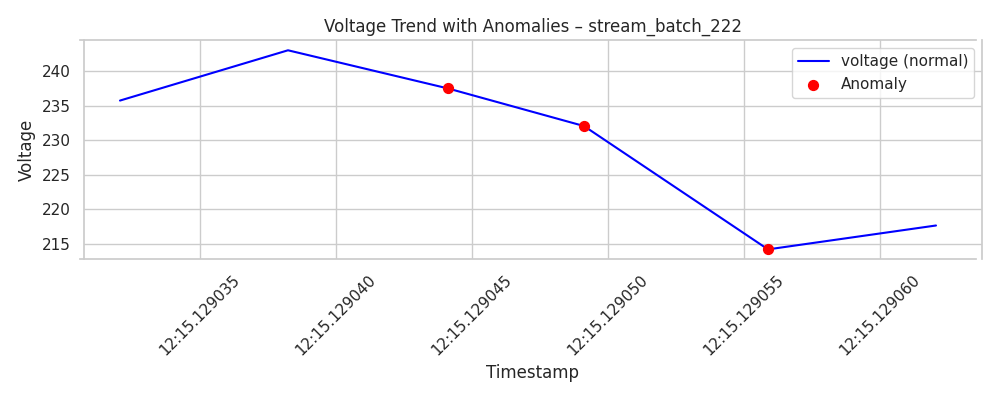 Voltage Trend with Anomalies – stream_batch_222
voltage (normal)
Anomaly
Voltage
240
235
230
225
220
215
12:15.129035
12:15.129040
12:15.129045
12:15.129050
12:15.129055
12:15.129060
Timestamp